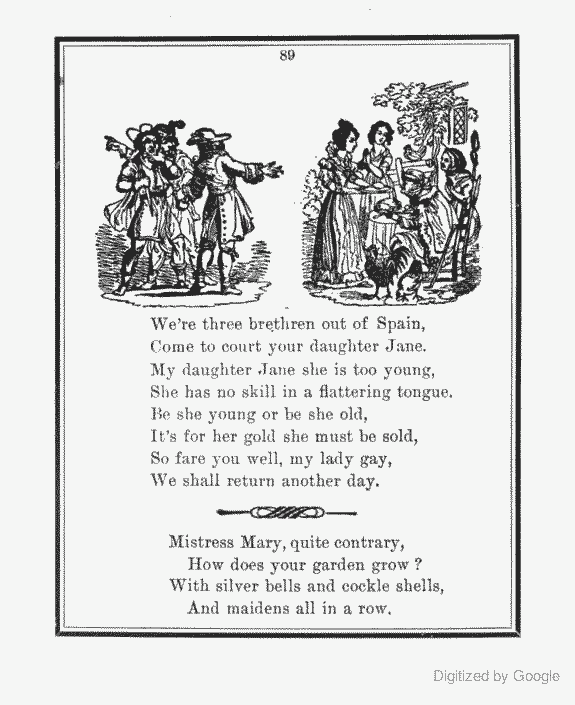 89
We're three brethren out of Spain,
Come to court your daughter Jane.
My daughter Jane she is too young,
She has no skill in a flattering tongue.
Be she young or be she old,
It's for her gold she must be sold,
So fare you well, my lady gay,
We shall return another day.
Mistress Mary, quite contrary,
How does your garden grow ?
With silver bells and cockle shells,
And maidens all in a row.
Digitized by Google